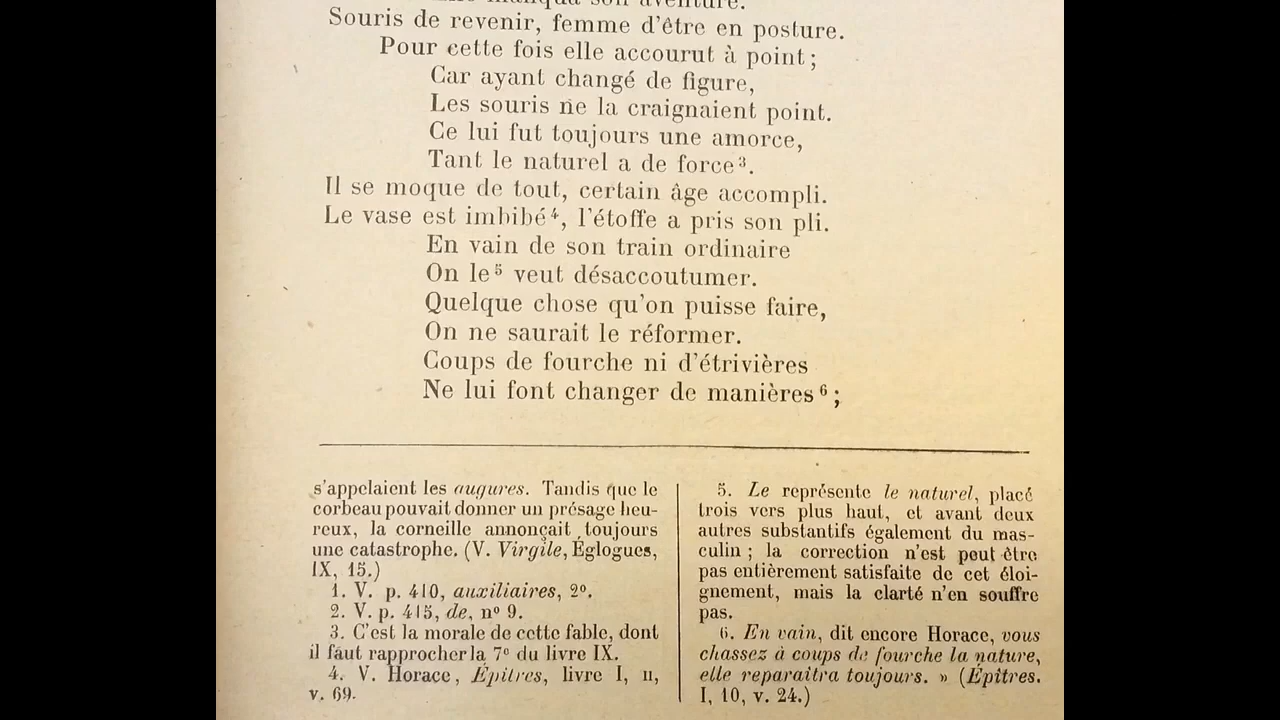 manqua son aventure.
Souris de revenir, femme d'être en posture.
Pour cette fois elle accourut à point ;
Car ayant changé de figure,
Les souris ne la craignaient point.
Ce lui fut toujours une amorce,
Tant le naturel a de force³.
Il se moque de tout, certain âge accompli.
Le vase est imbibé⁴, l'étoffe a pris son pli.
En vain de son train ordinaire
On le⁵ veut désaccoutumer.
Quelque chose qu'on puisse faire,
On ne saurait le réformer.
Coups de fourche ni d'étrivières
Ne lui font changer de manières⁶ ;
s'appelaient les augures. Tandis que le
corbeau pouvait donner un présage heu-
reux, la corneille annonçait toujours
une catastrophe. (V. Virgile, Églogues,
IX, 15.)
1. V. p. 410, auxiliaires, 2º.
2. V. p. 415, de, nº 9.
3. C'est la morale de cette fable, dont
il faut rapprocher la 7º du livre IX.
4. V. Horace, Épîtres, livre I, II,
v. 69.
5. Le représente le naturel, placé
trois vers plus haut, et avant deux
autres substantifs également du mas-
culin ; la correction n'est peut-être
pas entièrement satisfaite de cet éloi-
gnement, mais la clarté n'en souffre
pas.
6. En vain, dit encore Horace, vous
chassez à coups de fourche la nature,
elle reparaîtra toujours. » (Épîtres.
I, 10, v. 24.)